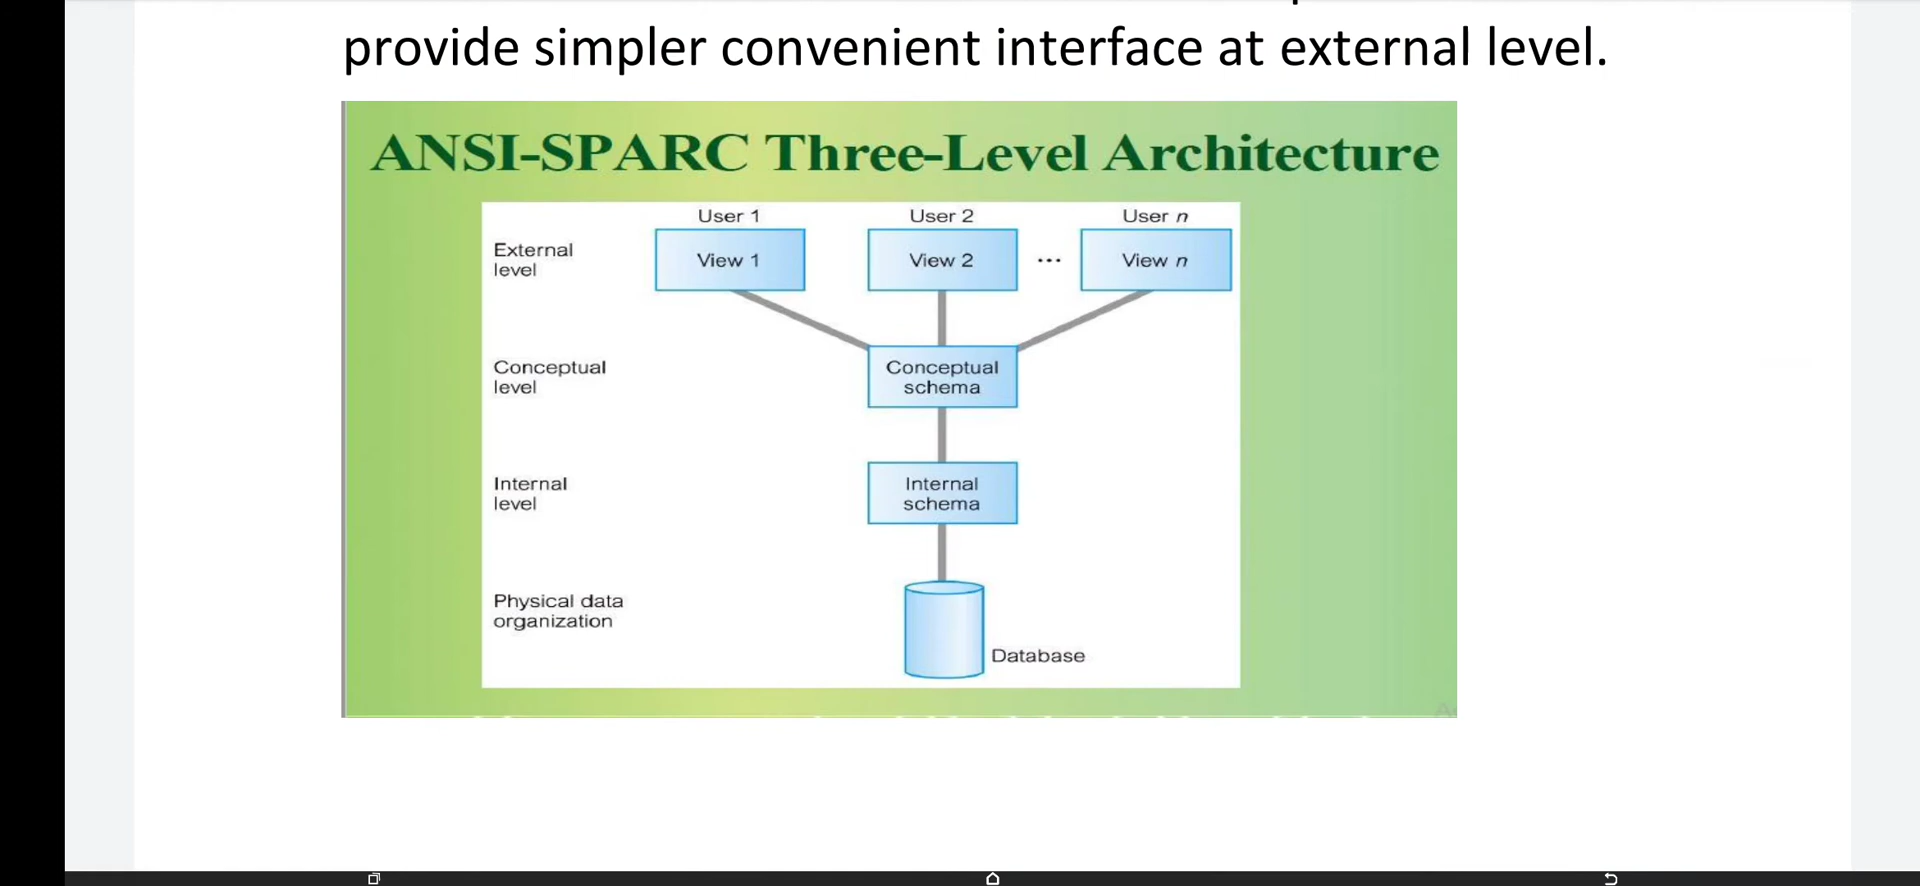 provide simpler convenient interface at external level.
ANSI-SPARC Three-Level Architecture
User 1
User 2
User n
External
level
View 1
View 2
...
View n
Conceptual
level
Conceptual
schema
Internal
level
Internal
schema
Physical data
organization
Database